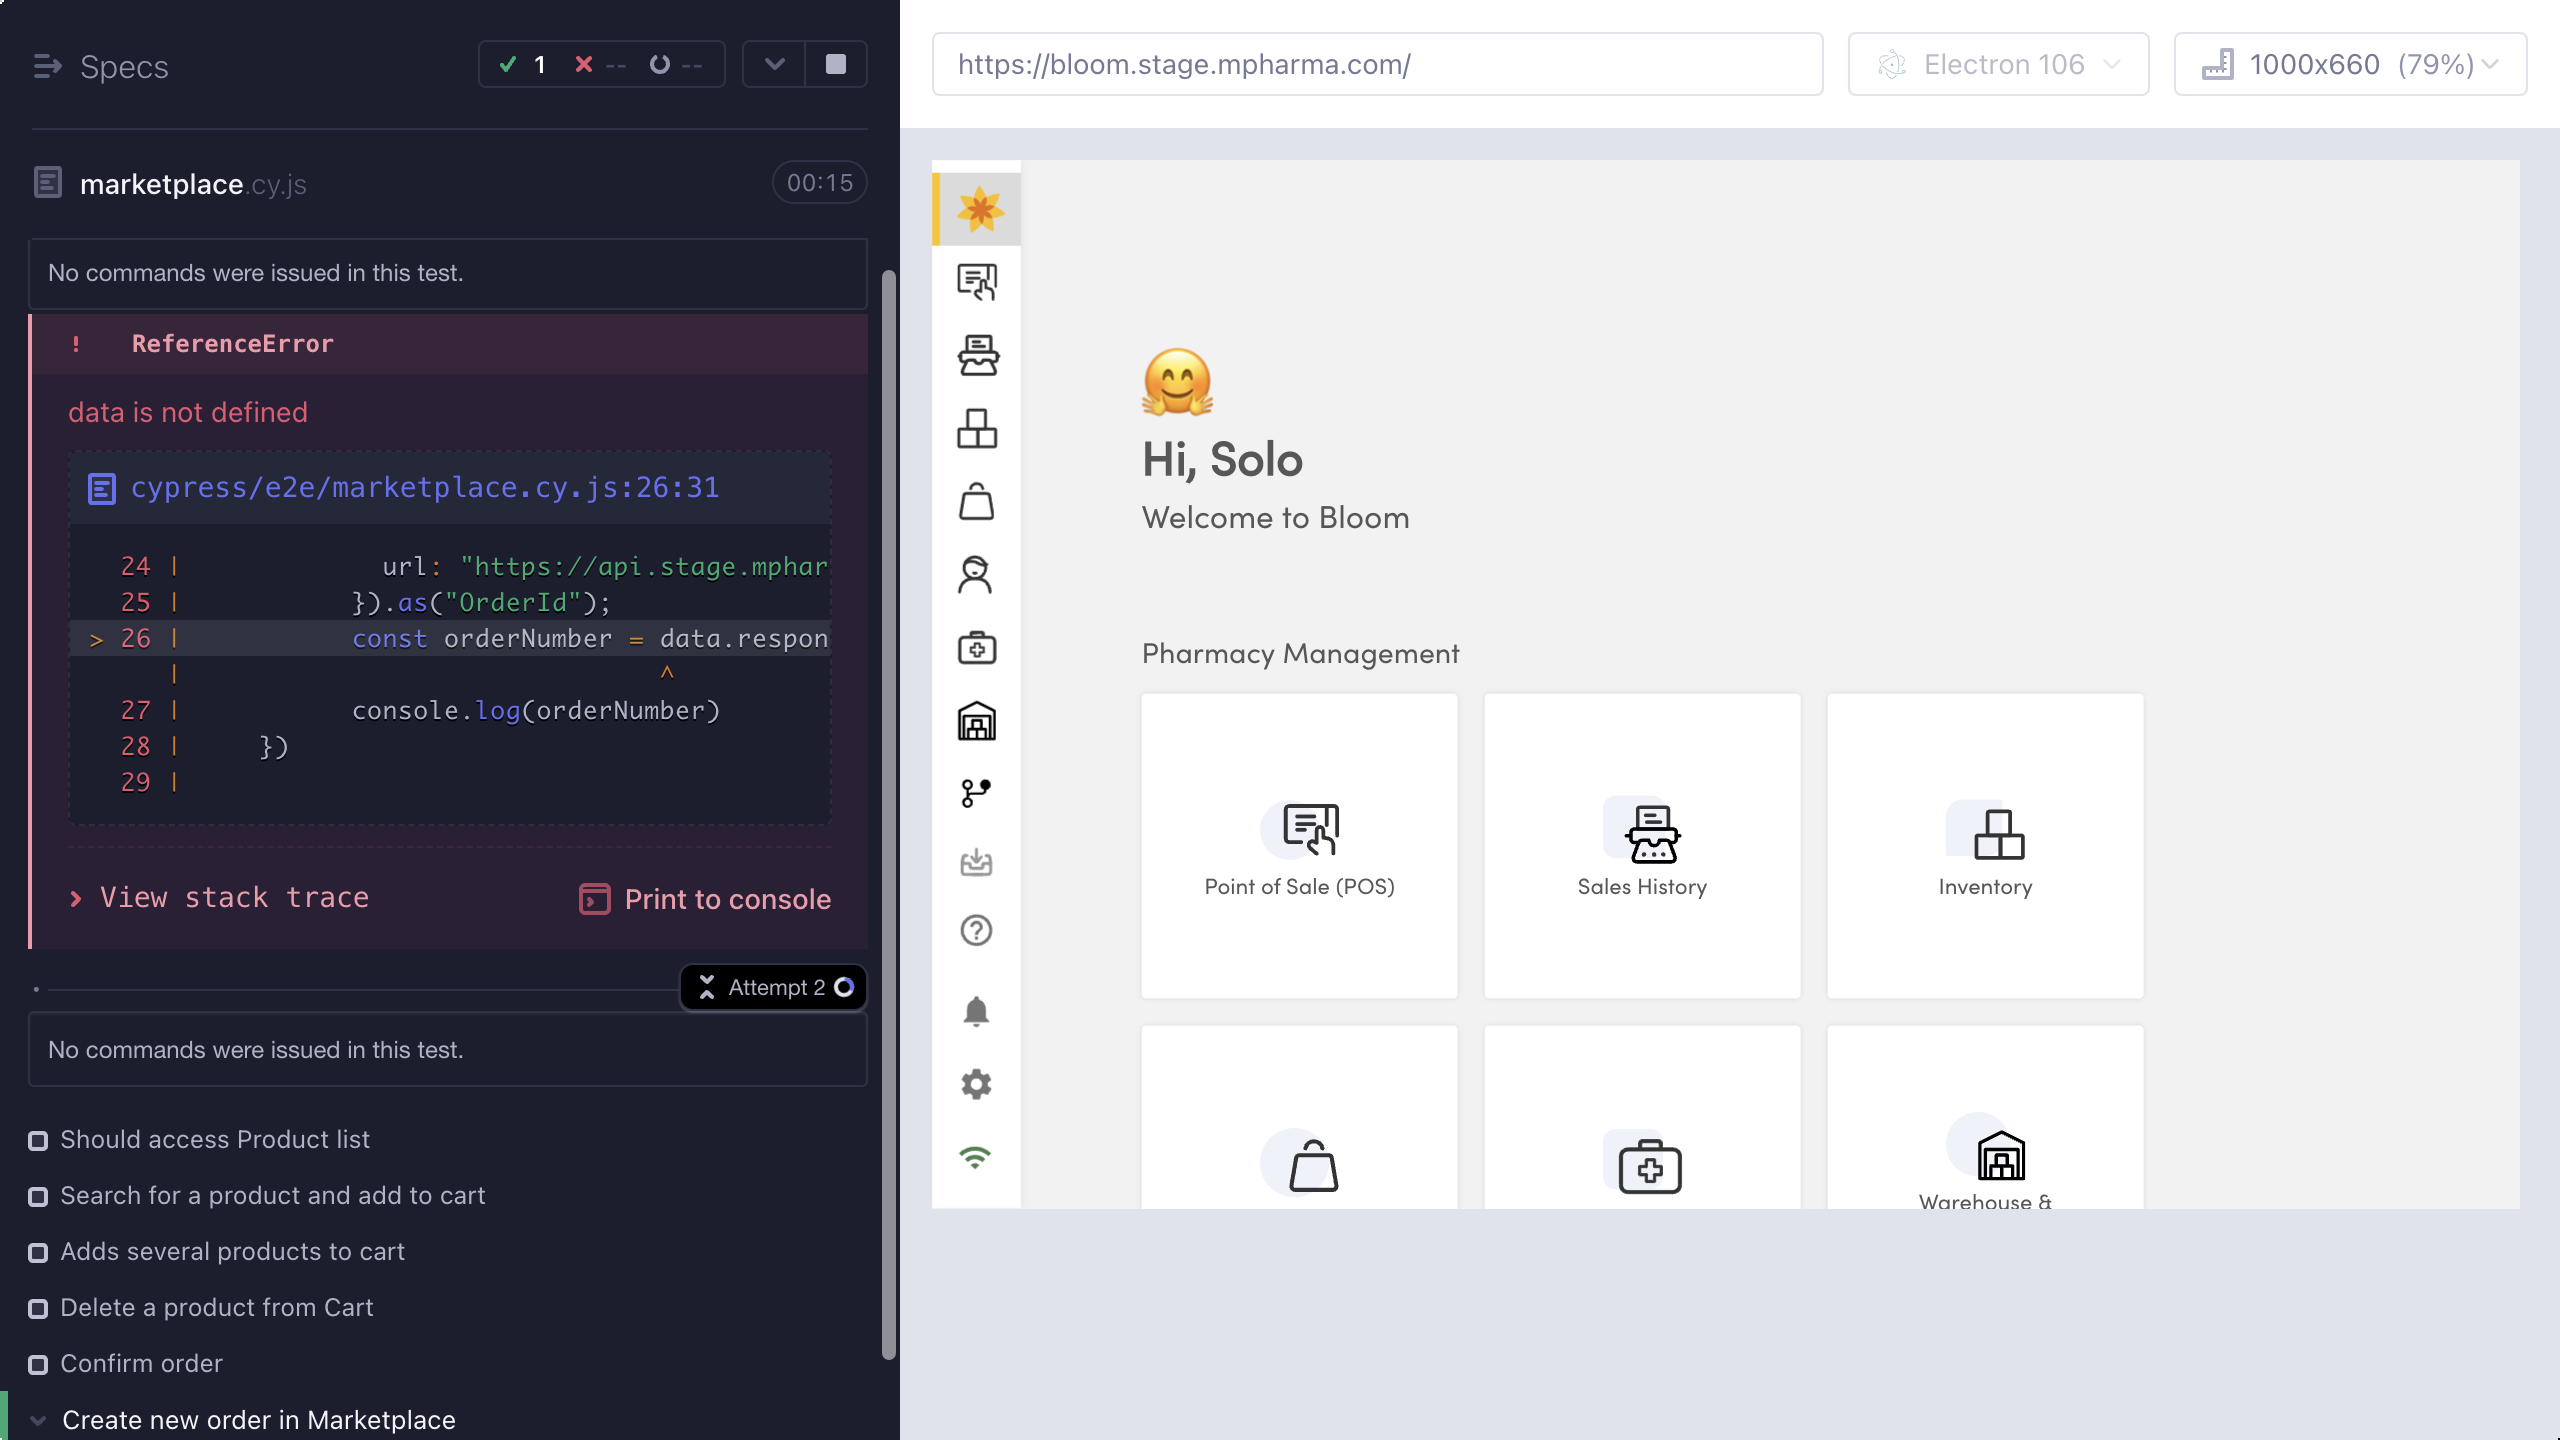 Specs
1 -- --
marketplace.cy.js 00:15
No commands were issued in this test.
! ReferenceError
data is not defined
cypress/e2e/marketplace.cy.js:26:31
24 | url: "https://api.stage.mphar
25 | }).as("OrderId");
> 26 | const orderNumber = data.respon
| ^
27 | console.log(orderNumber)
28 | })
29 |
> View stack trace Print to console
Attempt 2
No commands were issued in this test.
Should access Product list
Search for a product and add to cart
Adds several products to cart
Delete a product from Cart
Confirm order
Create new order in Marketplace
https://bloom.stage.mpharma.com/
Electron 106
1000x660 (79%)
Hi, Solo
Welcome to Bloom
Pharmacy Management
Point of Sale (POS)
Sales History
Inventory
Warehouse &